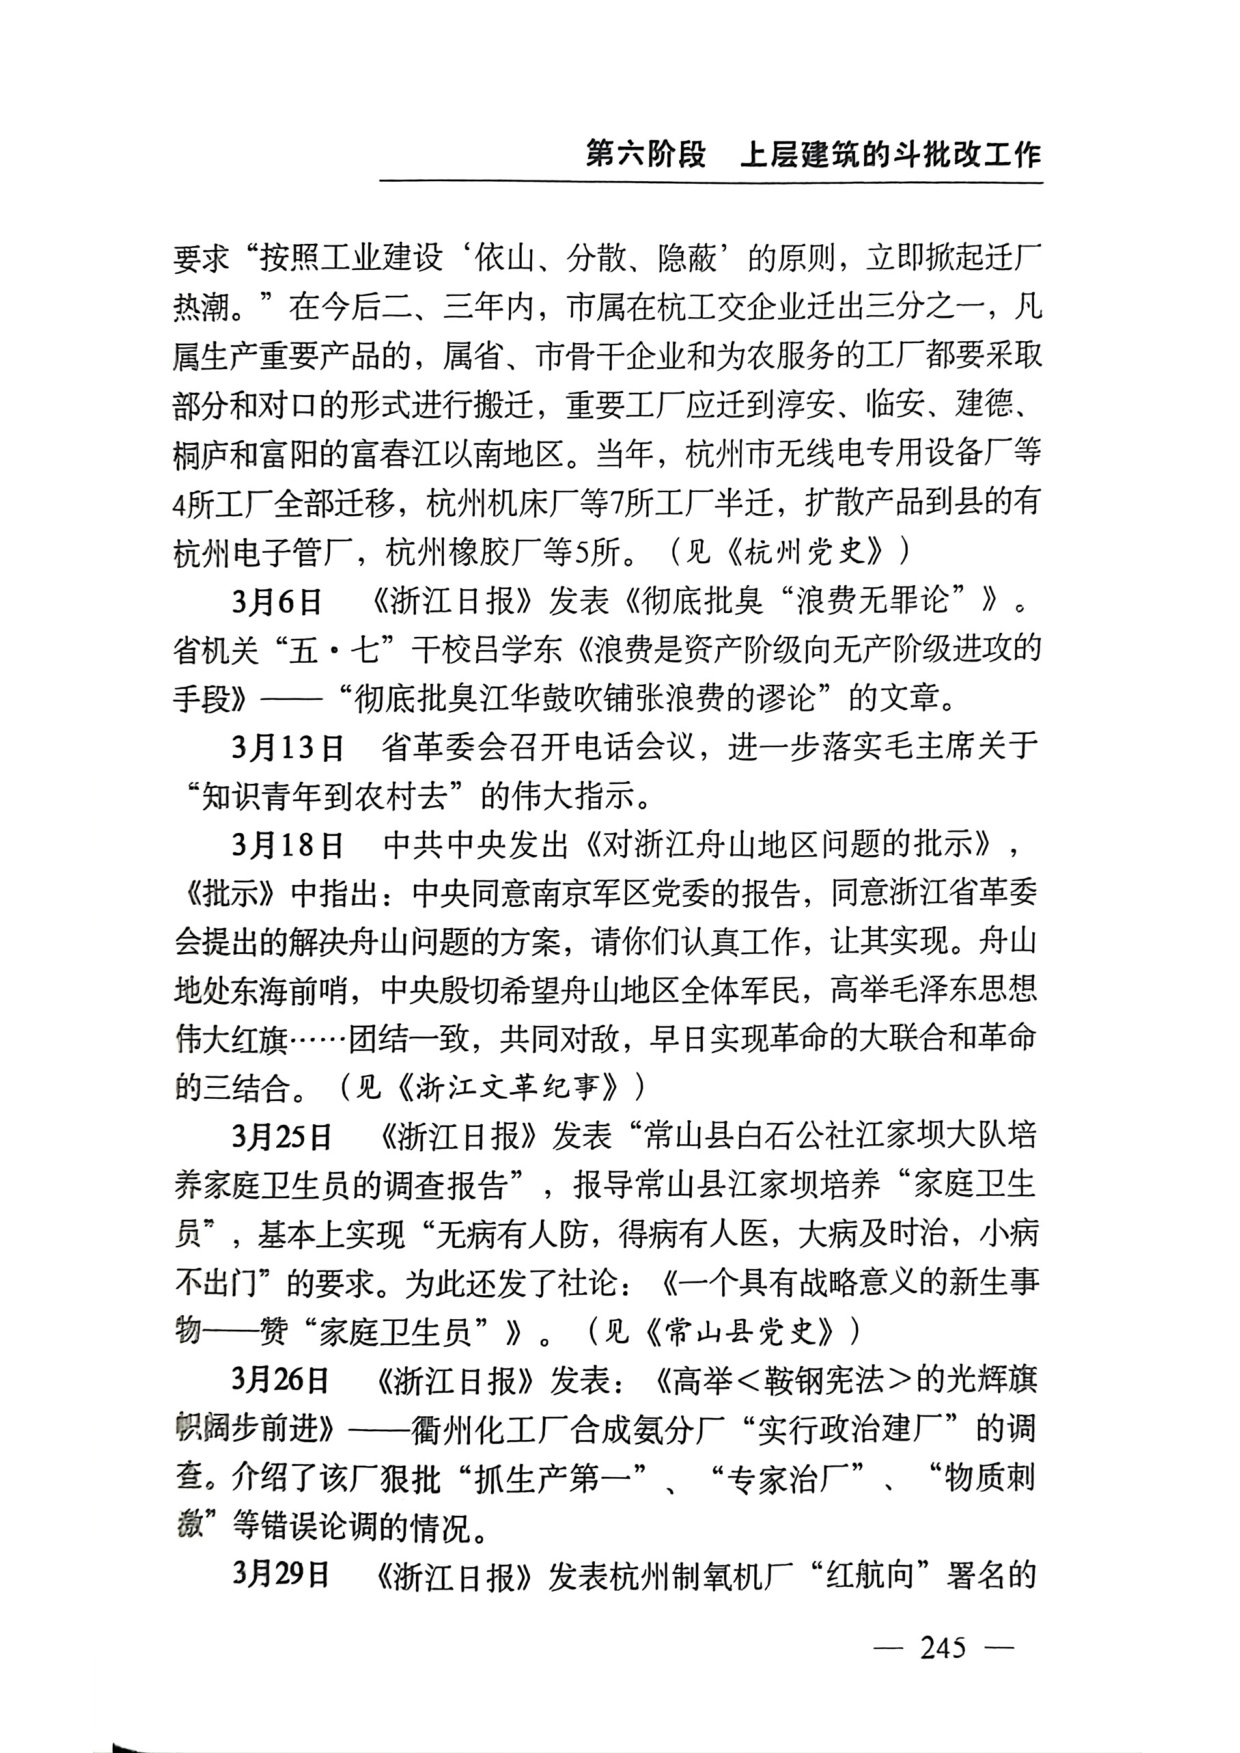 第六阶段　上层建筑的斗批改工作
要求“按照工业建设‘依山、分散、隐蔽’的原则，立即掀起迁厂
热潮。”在今后二、三年内，市属在杭工交企业迁出三分之一，凡
属生产重要产品的，属省、市骨干企业和为农服务的工厂都要采取
部分和对口的形式进行搬迁，重要工厂应迁到淳安、临安、建德、
桐庐和富阳的富春江以南地区。当年，杭州市无线电专用设备厂等
4所工厂全部迁移，杭州机床厂等7所工厂半迁，扩散产品到县的有
杭州电子管厂，杭州橡胶厂等5所。（见《杭州党史》）
3月6日　《浙江日报》发表《彻底批臭“浪费无罪论”》。
省机关“五·七”干校吕学东《浪费是资产阶级向无产阶级进攻的
手段》——“彻底批臭江华鼓吹铺张浪费的谬论”的文章。
3月13日　省革委会召开电话会议，进一步落实毛主席关于
“知识青年到农村去”的伟大指示。
3月18日　中共中央发出《对浙江舟山地区问题的批示》，
《批示》中指出：中央同意南京军区党委的报告，同意浙江省革委
会提出的解决舟山问题的方案，请你们认真工作，让其实现。舟山
地处东海前哨，中央殷切希望舟山地区全体军民，高举毛泽东思想
伟大红旗……团结一致，共同对敌，早日实现革命的大联合和革命
的三结合。（见《浙江文革纪事》）
3月25日　《浙江日报》发表“常山县白石公社江家坝大队培
养家庭卫生员的调查报告”，报导常山县江家坝培养“家庭卫生
员”，基本上实现“无病有人防，得病有人医，大病及时治，小病
不出门”的要求。为此还发了社论：《一个具有战略意义的新生事
物——赞“家庭卫生员”》。（见《常山县党史》）
3月26日　《浙江日报》发表：《高举＜鞍钢宪法＞的光辉旗
帜阔步前进》——衢州化工厂合成氨分厂“实行政治建厂”的调
查。介绍了该厂狠批“抓生产第一”、“专家治厂”、“物质刺
激”等错误论调的情况。
3月29日　《浙江日报》发表杭州制氧机厂“红航向”署名的
— 245 —